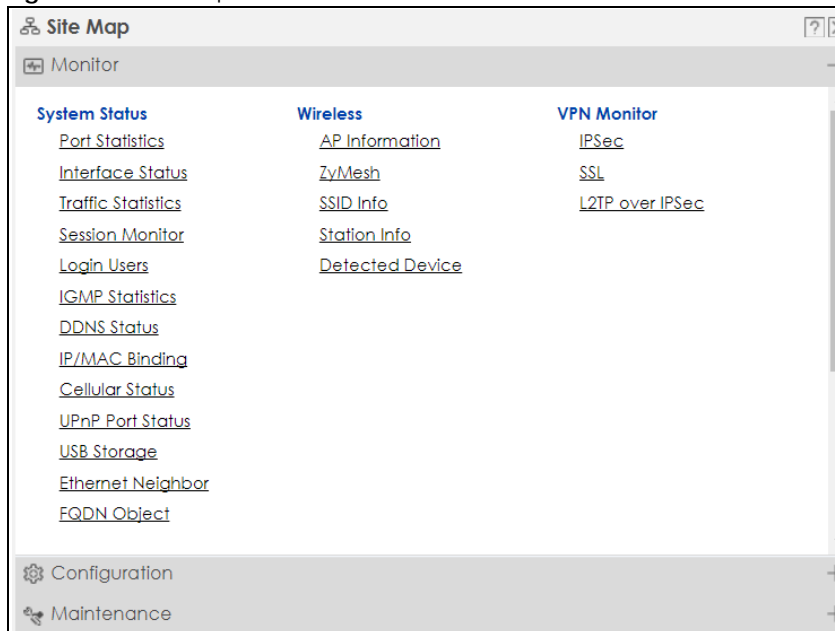 Site Map
?
Monitor
System Status
Port Statistics
Interface Status
Traffic Statistics
Session Monitor
Login Users
IGMP Statistics
DDNS Status
IP/MAC Binding
Cellular Status
UPnP Port Status
USB Storage
Ethernet Neighbor
FQDN Object
Wireless
AP Information
ZyMesh
SSID Info
Station Info
Detected Device
VPN Monitor
IPSec
SSL
L2TP over IPSec
Configuration
Maintenance